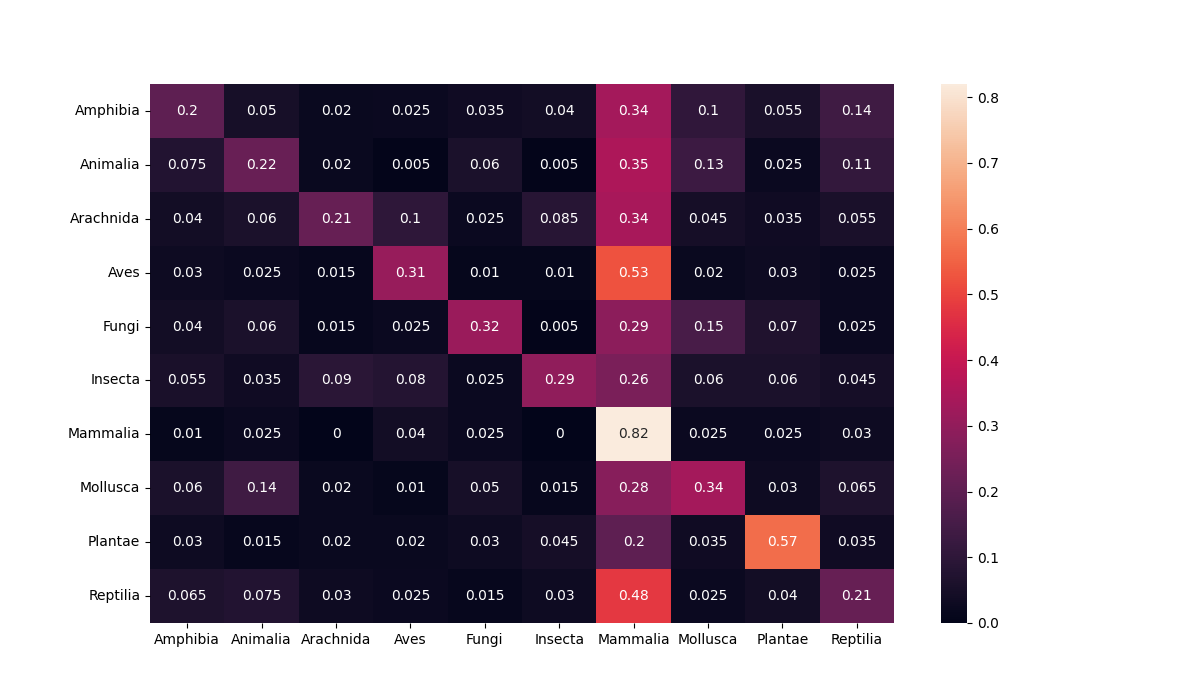 Amphibia 0.2 0.05 0.02 0.025 0.035 0.04 0.34 0.1 0.055 0.14
Animalia 0.075 0.22 0.02 0.005 0.06 0.005 0.35 0.13 0.025 0.11
Arachnida 0.04 0.06 0.21 0.1 0.025 0.085 0.34 0.045 0.035 0.055
Aves 0.03 0.025 0.015 0.31 0.01 0.01 0.53 0.02 0.03 0.025
Fungi 0.04 0.06 0.015 0.025 0.32 0.005 0.29 0.15 0.07 0.025
Insecta 0.055 0.035 0.09 0.08 0.025 0.29 0.26 0.06 0.06 0.045
Mammalia 0.01 0.025 0 0.04 0.025 0 0.82 0.025 0.025 0.03
Mollusca 0.06 0.14 0.02 0.01 0.05 0.015 0.28 0.34 0.03 0.065
Plantae 0.03 0.015 0.02 0.02 0.03 0.045 0.2 0.035 0.57 0.035
Reptilia 0.065 0.075 0.03 0.025 0.015 0.03 0.48 0.025 0.04 0.21
Amphibia Animalia Arachnida Aves Fungi Insecta Mammalia Mollusca Plantae Reptilia
0.8
0.7
0.6
0.5
0.4
0.3
0.2
0.1
0.0